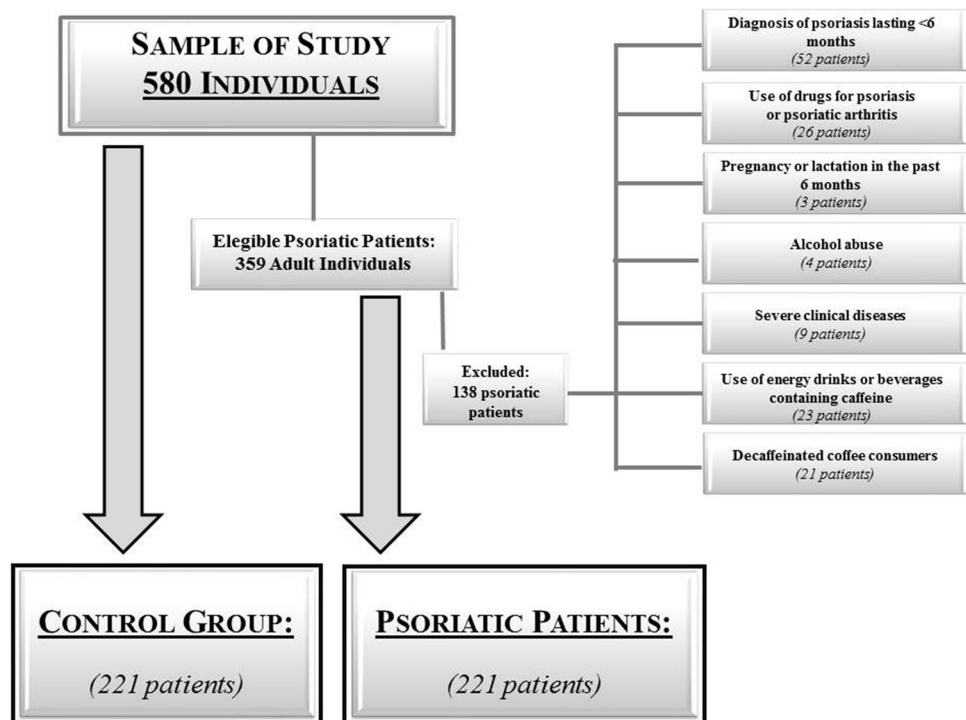 SAMPLE OF STUDY
580 INDIVIDUALS
Elegible Psoriatic Patients:
359 Adult Individuals
Excluded:
138 psoriatic
patients
Diagnosis of psoriasis lasting <6
months
(52 patients)
Use of drugs for psoriasis
or psoriatic arthritis
(26 patients)
Pregnancy or lactation in the past
6 months
(3 patients)
Alcohol abuse
(4 patients)
Severe clinical diseases
(9 patients)
Use of energy drinks or beverages
containing caffeine
(23 patients)
Decaffeinated coffee consumers
(21 patients)
CONTROL GROUP:
(221 patients)
PSORIATIC PATIENTS:
(221 patients)